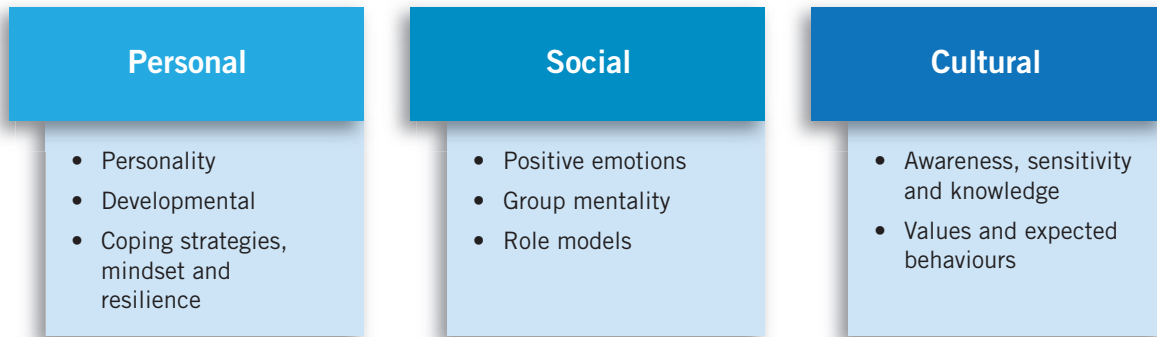 Personal
• Personality
• Developmental
• Coping strategies,
mindset and
resilience
Social
• Positive emotions
• Group mentality
• Role models
Cultural
• Awareness, sensitivity
and knowledge
• Values and expected
behaviours